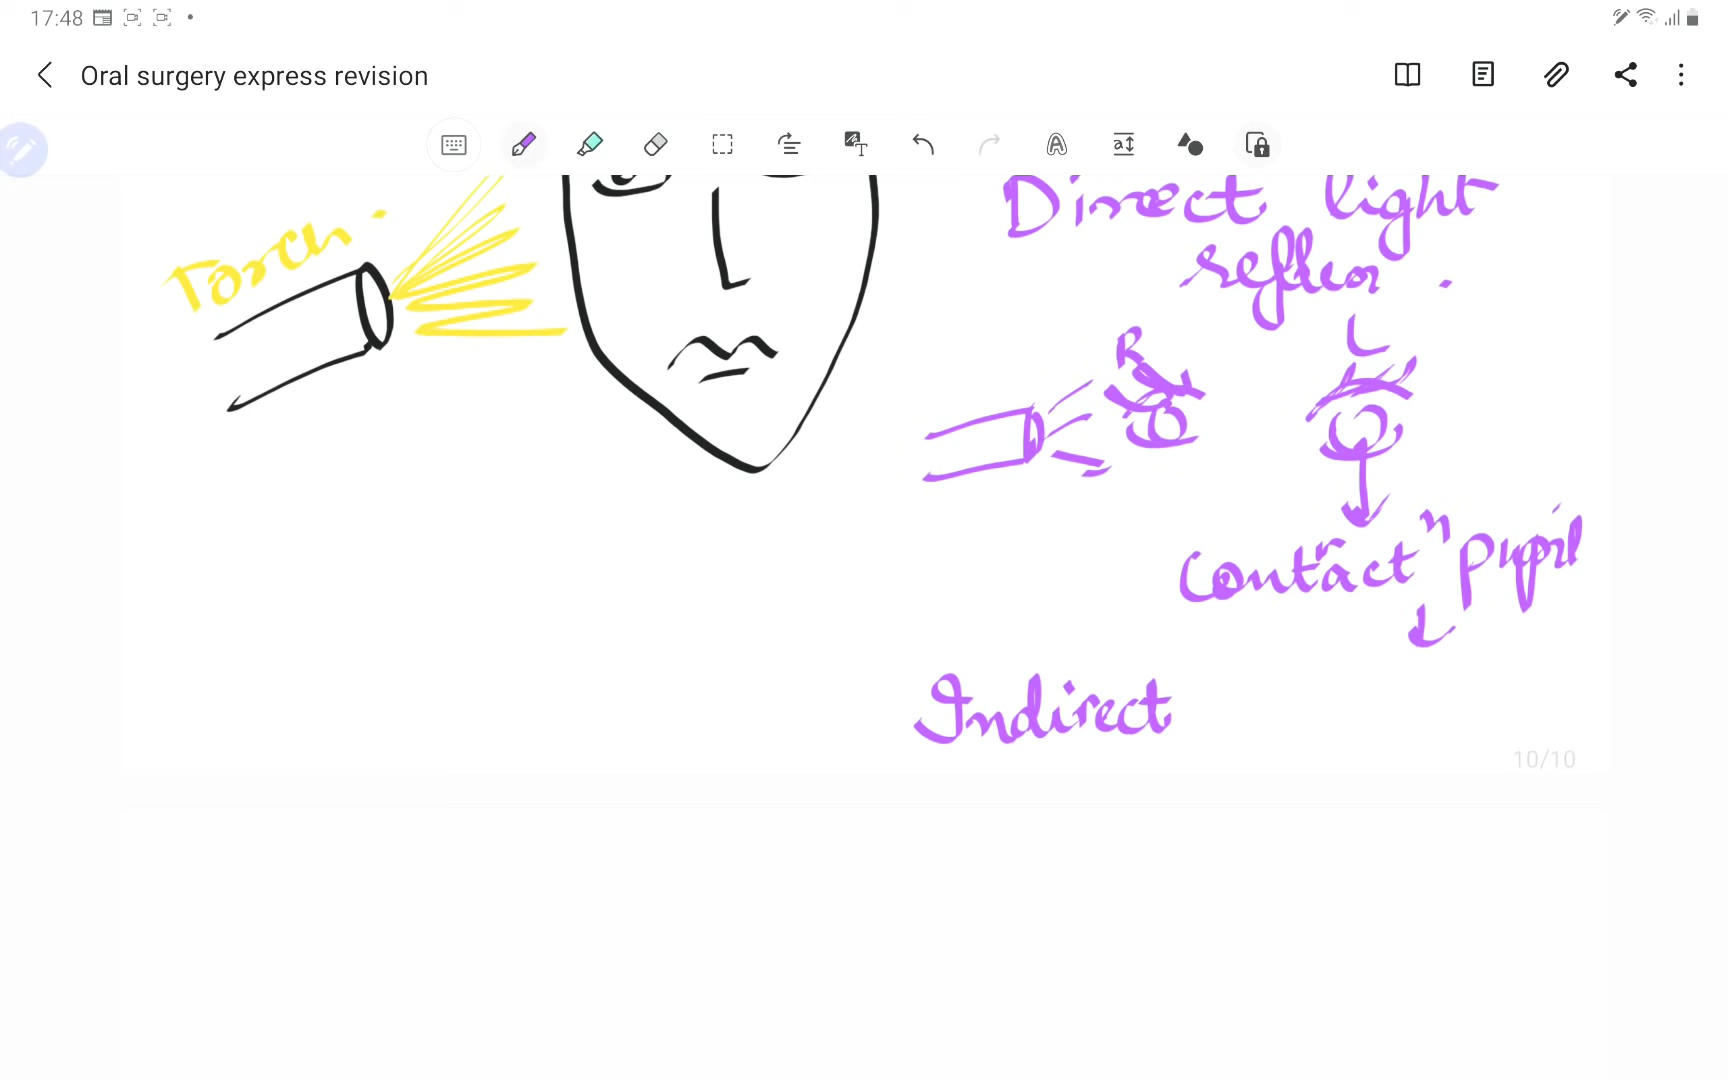 17:48
Oral surgery express revision
Torch.
Direct light
reflex.
R
L
Contract^n pupil
Indirect
10/10